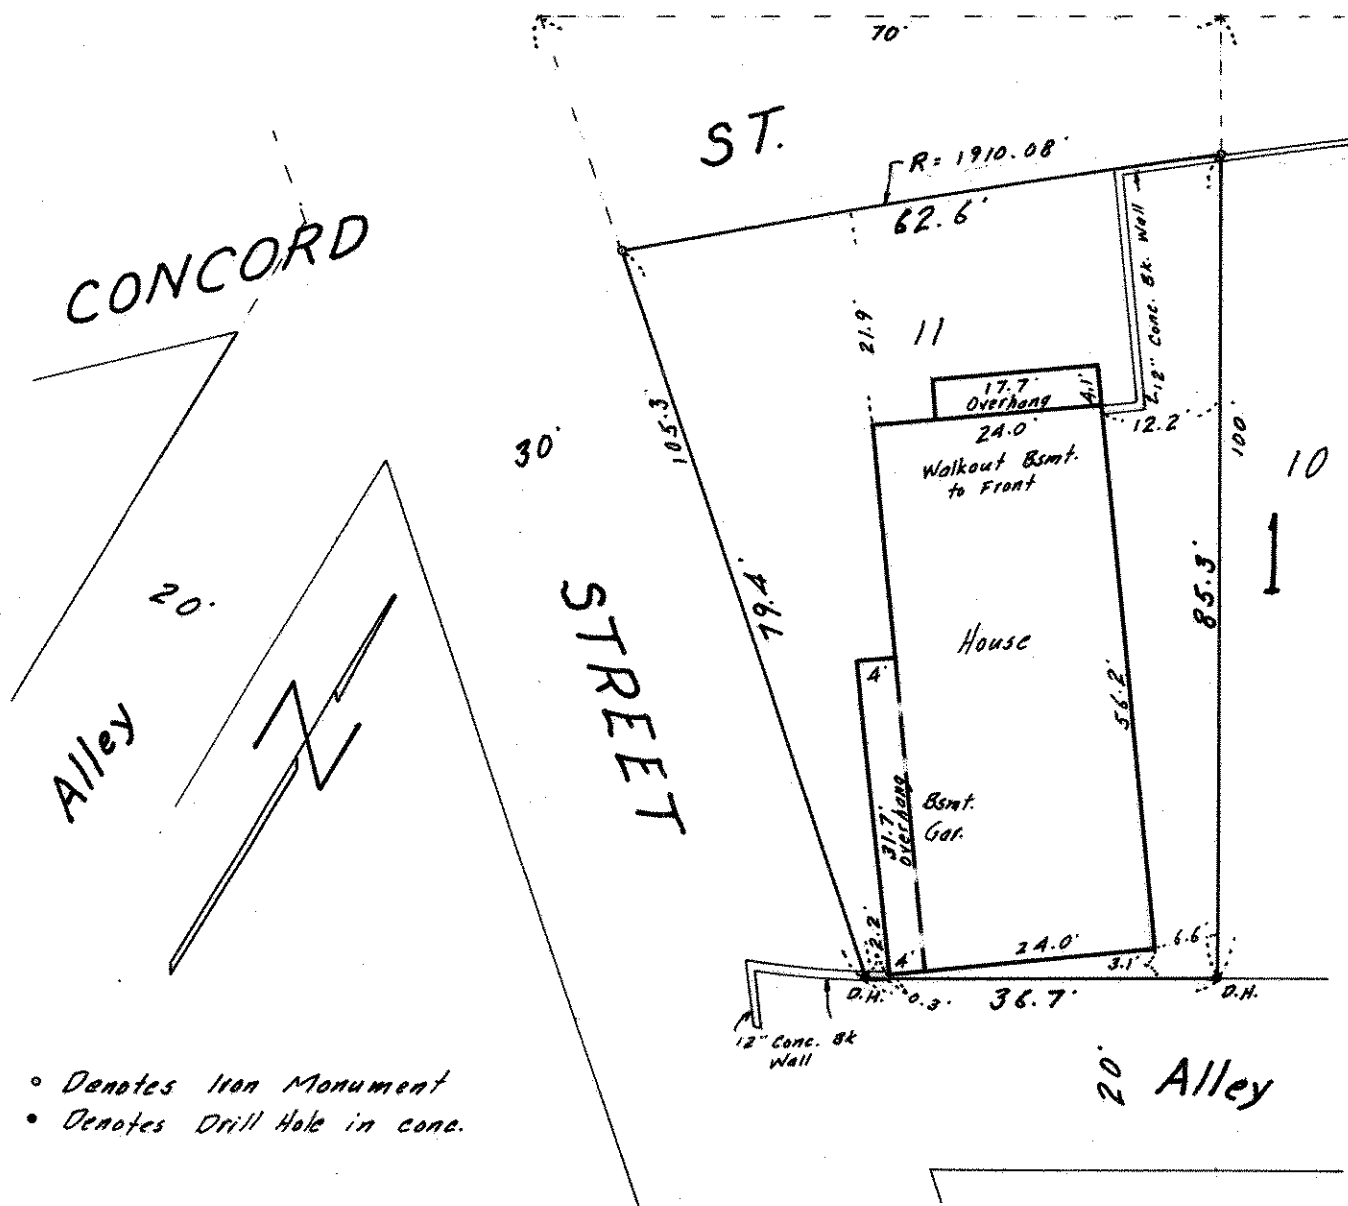 70'
ST.
R= 1910.08'
62.6'
CONCORD
12" Conc. Bk. Wall
21.9'
11
17.7'
Overhang
4.1'
24.0'
12.2'
105.3'
100
30'
10
Walkout Bsmt.
to Front
1
79.4'
85.3'
20'
STREET
House
4'
56.2'
Alley
N
31.7'
Overhang
Bsmt.
Gar.
2.2'
4'
24.0'
6.6'
3.1'
D.H.
0.3'
36.7'
D.H.
12" Conc. Bk
Wall
20'
Alley
Denotes Iron Monument
Denotes Drill Hole in conc.